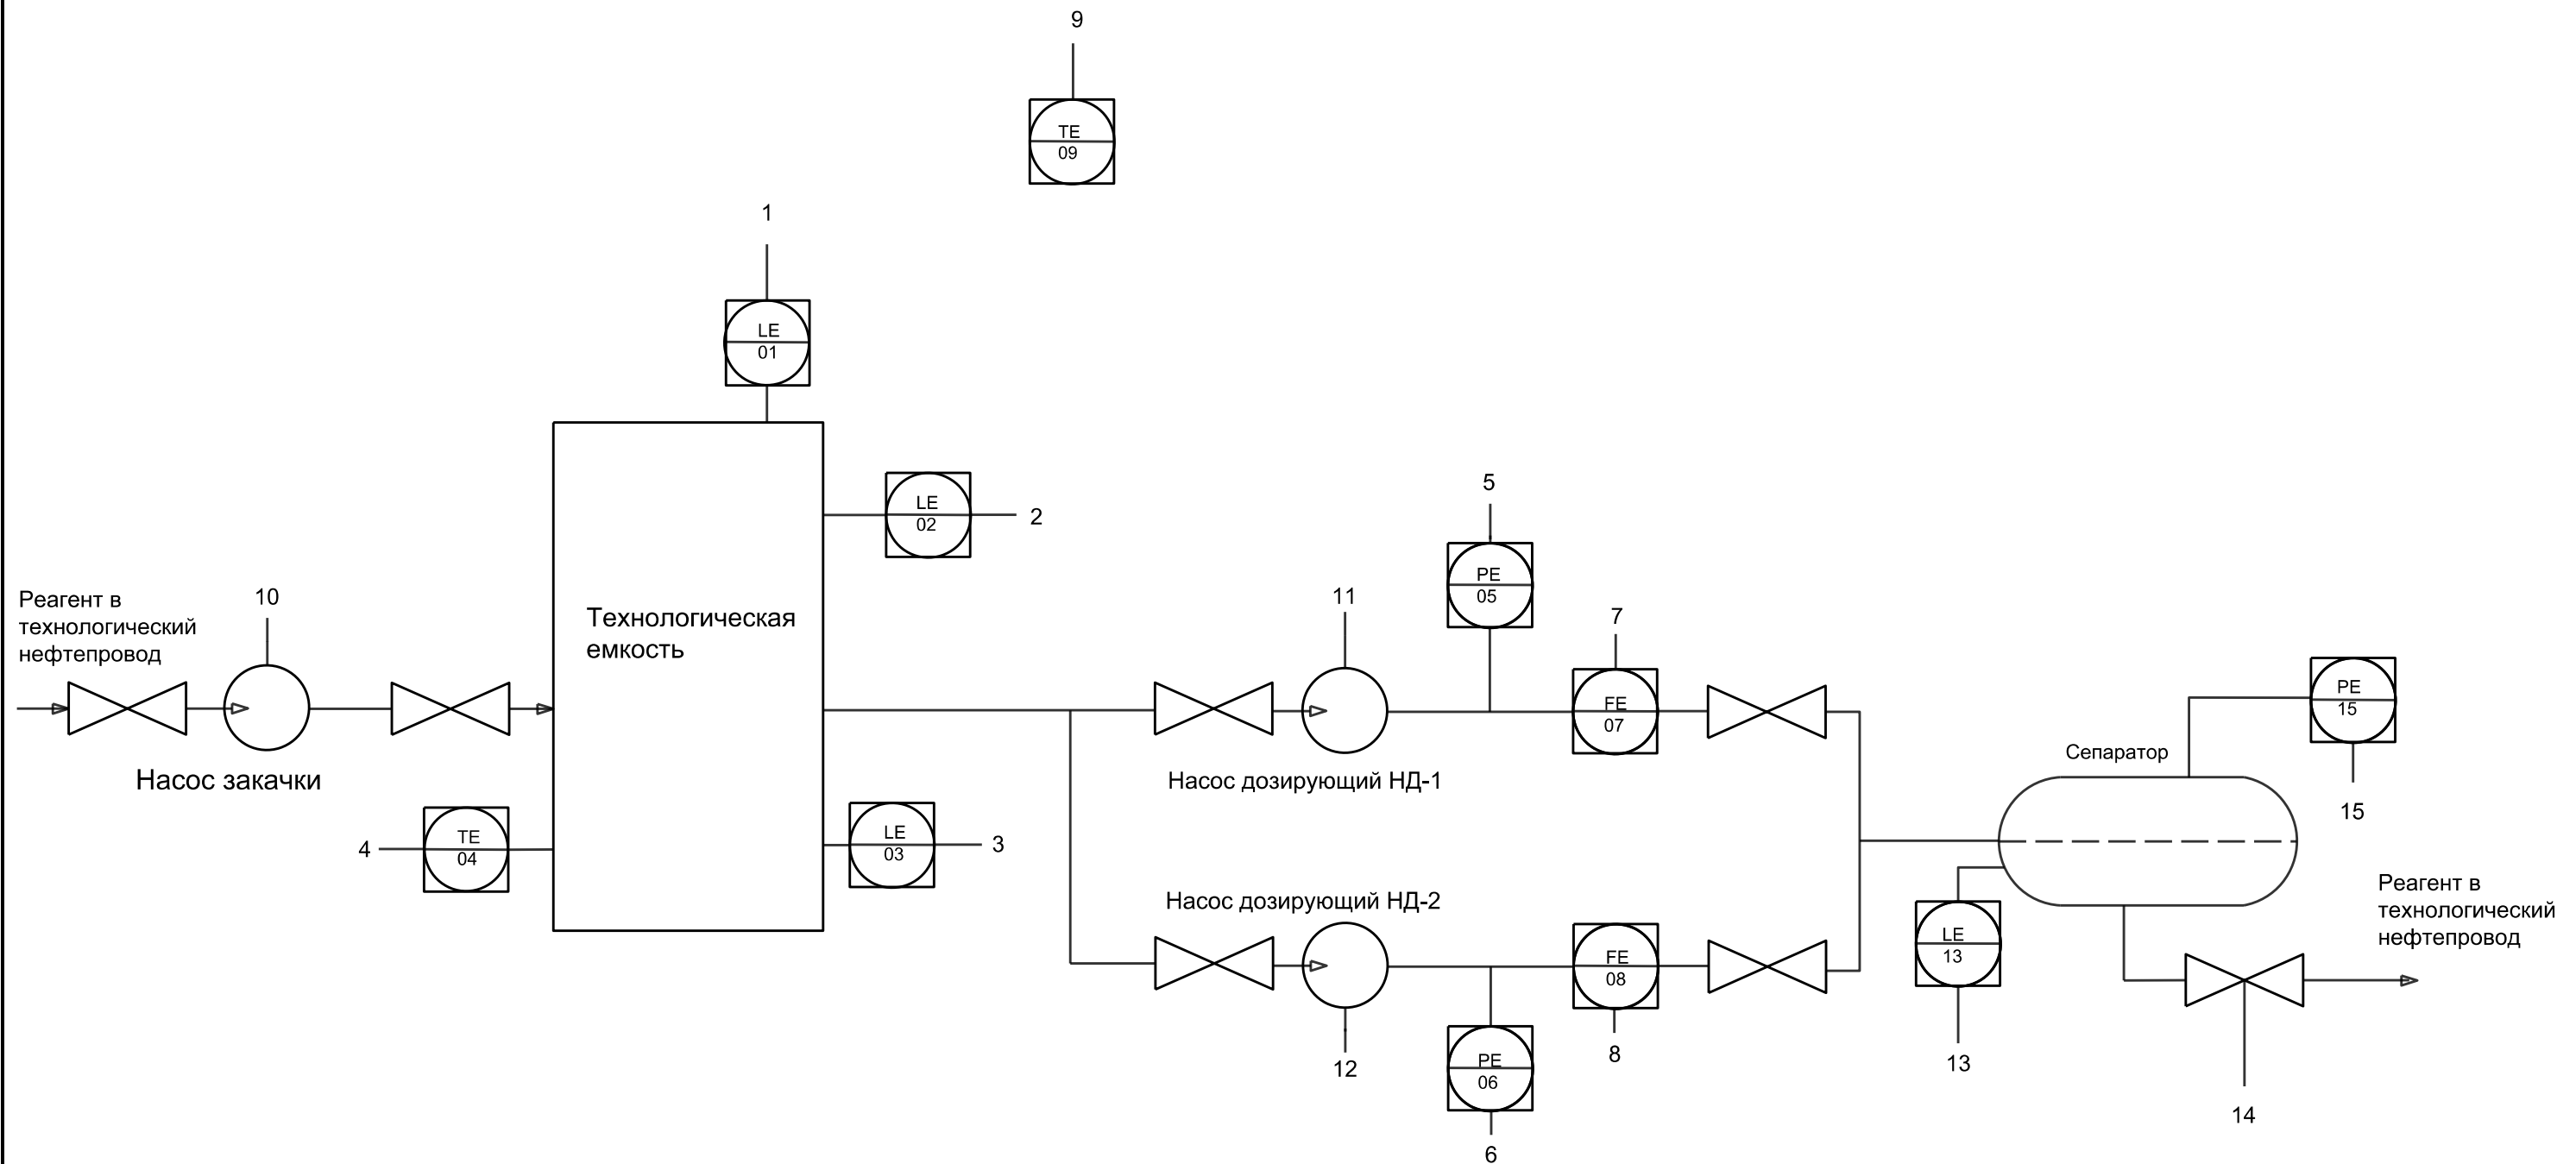 9
TE
09
1
LE
01
LE
02
2
5
PE
05
Реагент в
технологический
нефтепровод
10
Технологическая
емкость
11
7
FE
07
PE
15
15
Сепаратор
Насос закачки
Насос дозирующий НД-1
4
TE
04
LE
03
3
Насос дозирующий НД-2
12
FE
08
8
PE
06
6
LE
13
13
Реагент в
технологический
нефтепровод
14